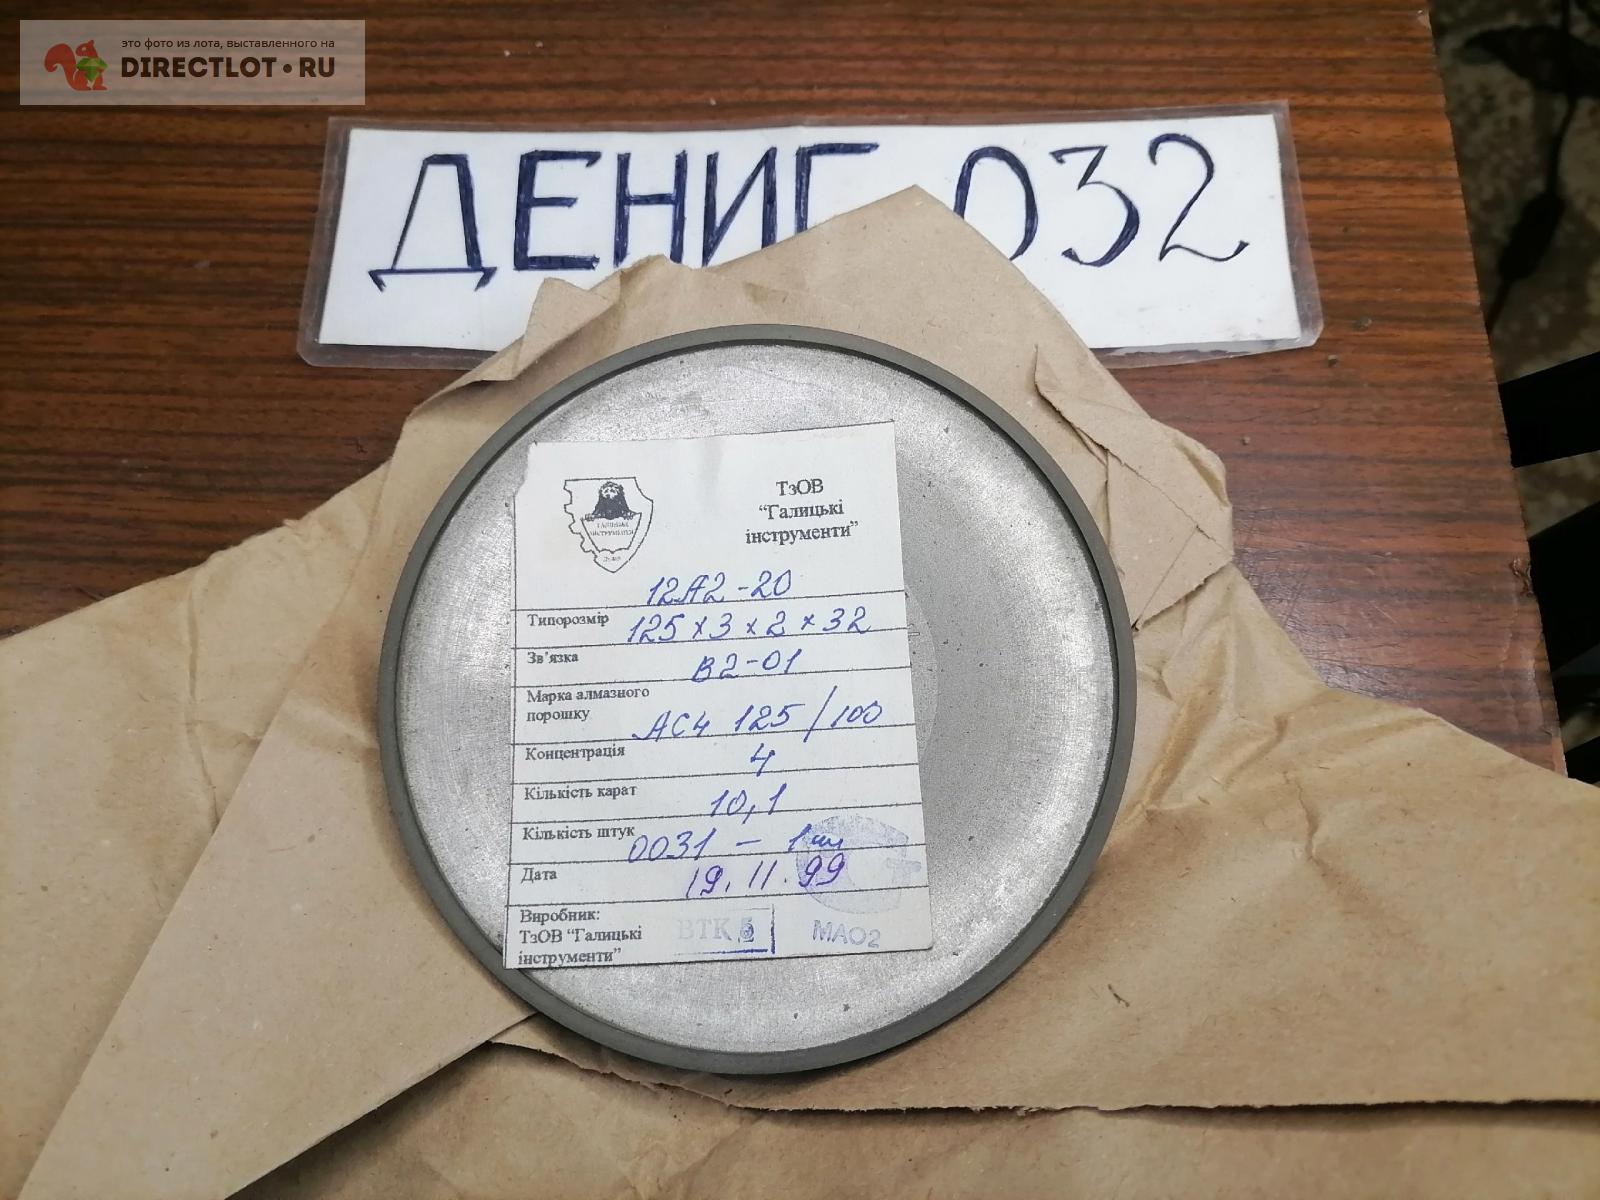 это фото из лота, выставленного на
DIRECTLOT•RU
ДЕНИС 032
ТзОВ
“Галицькі
інструменти”
ІНСТРУМЕНТИ
12А2-20
Типорозмір 125 х 3 х 2 х 32
Зв'язка В2-01
Марка алмазного
порошку АС4 125/100
Концентрація 4
Кількість карат 10,1
Кількість штук 0031 – 1шт
Дата 19.11.99
Виробник:
ТзОВ “Галицькі
інструменти”
ВТК
МАО2